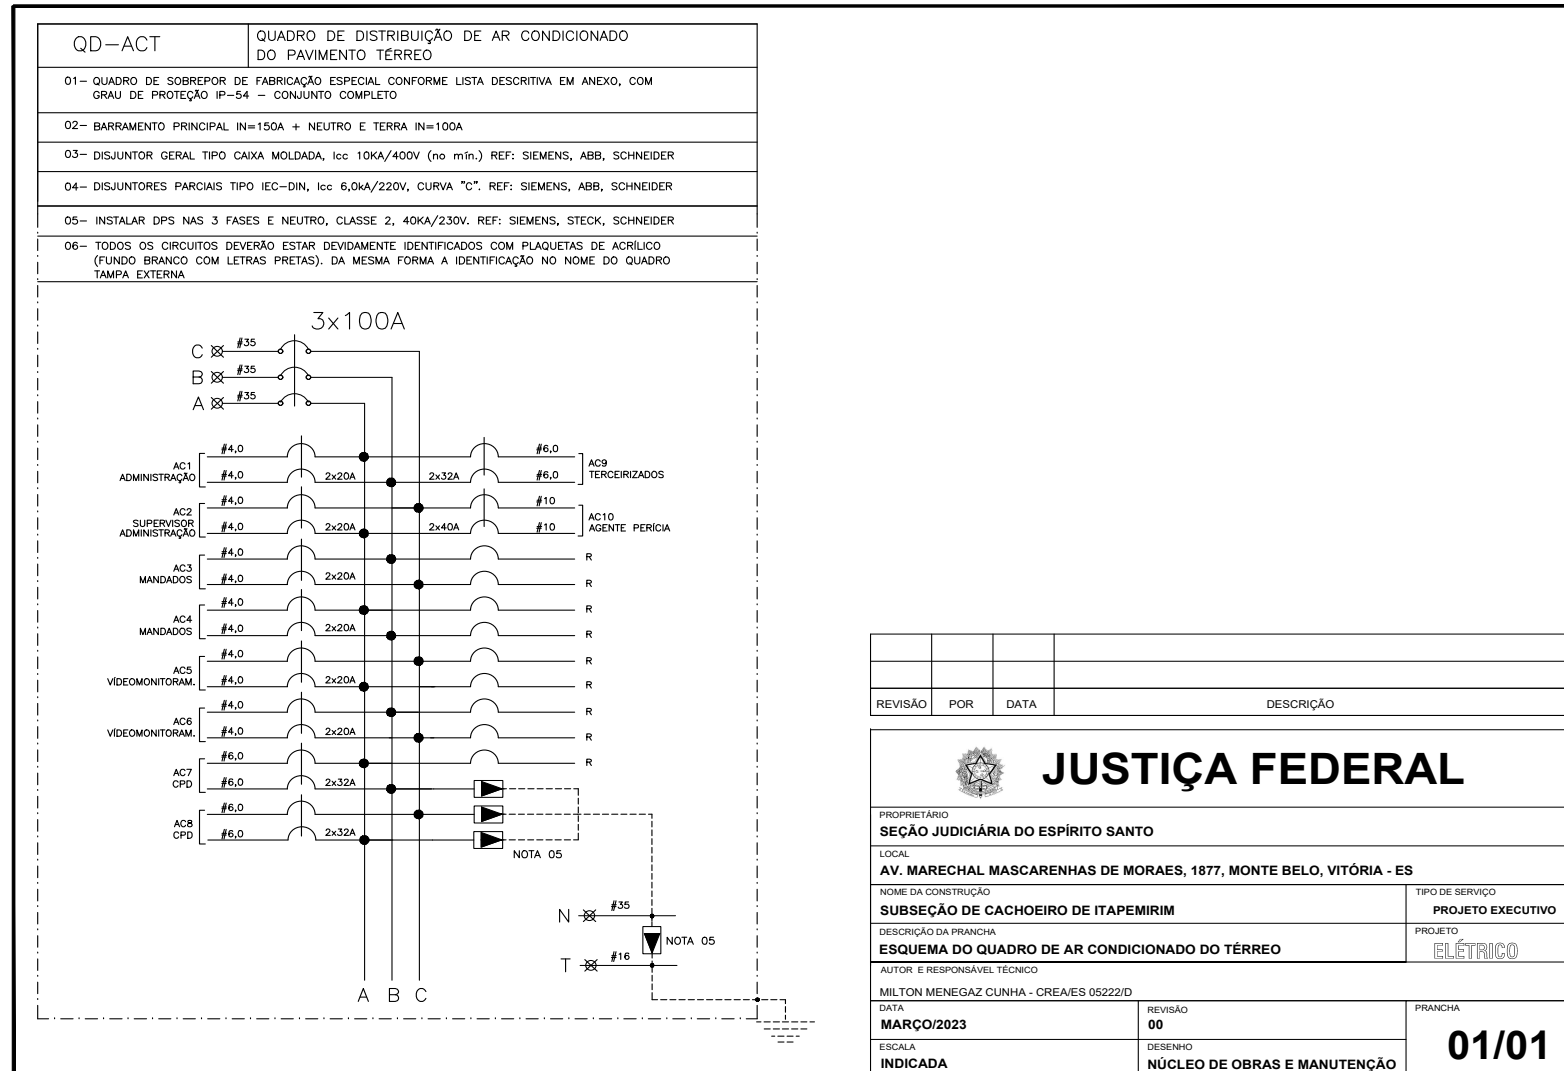 QD-ACT
QUADRO DE DISTRIBUIÇÃO DE AR CONDICIONADO
DO PAVIMENTO TÉRREO
01- QUADRO DE SOBREPOR DE FABRICAÇÃO ESPECIAL CONFORME LISTA DESCRITIVA EM ANEXO, COM
GRAU DE PROTEÇÃO IP-54 - CONJUNTO COMPLETO
02- BARRAMENTO PRINCIPAL IN=150A + NEUTRO E TERRA IN=100A
03- DISJUNTOR GERAL TIPO CAIXA MOLDADA, Icc 10KA/400V (no mín.) REF: SIEMENS, ABB, SCHNEIDER
04- DISJUNTORES PARCIAIS TIPO IEC-DIN, Icc 6,0kA/220V, CURVA "C". REF: SIEMENS, ABB, SCHNEIDER
05- INSTALAR DPS NAS 3 FASES E NEUTRO, CLASSE 2, 40KA/230V. REF: SIEMENS, STECK, SCHNEIDER
06- TODOS OS CIRCUITOS DEVERÃO ESTAR DEVIDAMENTE IDENTIFICADOS COM PLAQUETAS DE ACRÍLICO
(FUNDO BRANCO COM LETRAS PRETAS). DA MESMA FORMA A IDENTIFICAÇÃO NO NOME DO QUADRO
TAMPA EXTERNA
3x100A
C #35
B #35
A #35
#4,0 #6,0
AC1
ADMINISTRAÇÃO
#4,0 2x20A 2x32A #6,0
AC9
TERCEIRIZADOS
#4,0 #10
AC2
SUPERVISOR
ADMINISTRAÇÃO
#4,0 2x20A 2x40A #10
AC10
AGENTE PERÍCIA
#4,0 R
AC3
MANDADOS
#4,0 2x20A R
#4,0 R
AC4
MANDADOS
#4,0 2x20A R
#4,0 R
AC5
VÍDEOMONITORAM.
#4,0 2x20A R
#4,0 R
AC6
VÍDEOMONITORAM.
#4,0 2x20A R
#6,0 R
AC7
CPD
#6,0 2x32A
#6,0
AC8
CPD
#6,0 2x32A
NOTA 05
N #35
NOTA 05
T #16
A B C
REVISÃO POR DATA DESCRIÇÃO
JUSTIÇA FEDERAL
PROPRIETÁRIO
SEÇÃO JUDICIÁRIA DO ESPÍRITO SANTO
LOCAL
AV. MARECHAL MASCARENHAS DE MORAES, 1877, MONTE BELO, VITÓRIA - ES
NOME DA CONSTRUÇÃO
SUBSEÇÃO DE CACHOEIRO DE ITAPEMIRIM
TIPO DE SERVIÇO
PROJETO EXECUTIVO
DESCRIÇÃO DA PRANCHA
ESQUEMA DO QUADRO DE AR CONDICIONADO DO TÉRREO
PROJETO
ELÉTRICO
AUTOR E RESPONSÁVEL TÉCNICO
MILTON MENEGAZ CUNHA - CREA/ES 05222/D
DATA
MARÇO/2023
REVISÃO
00
PRANCHA
01/01
ESCALA
INDICADA
DESENHO
NÚCLEO DE OBRAS E MANUTENÇÃO